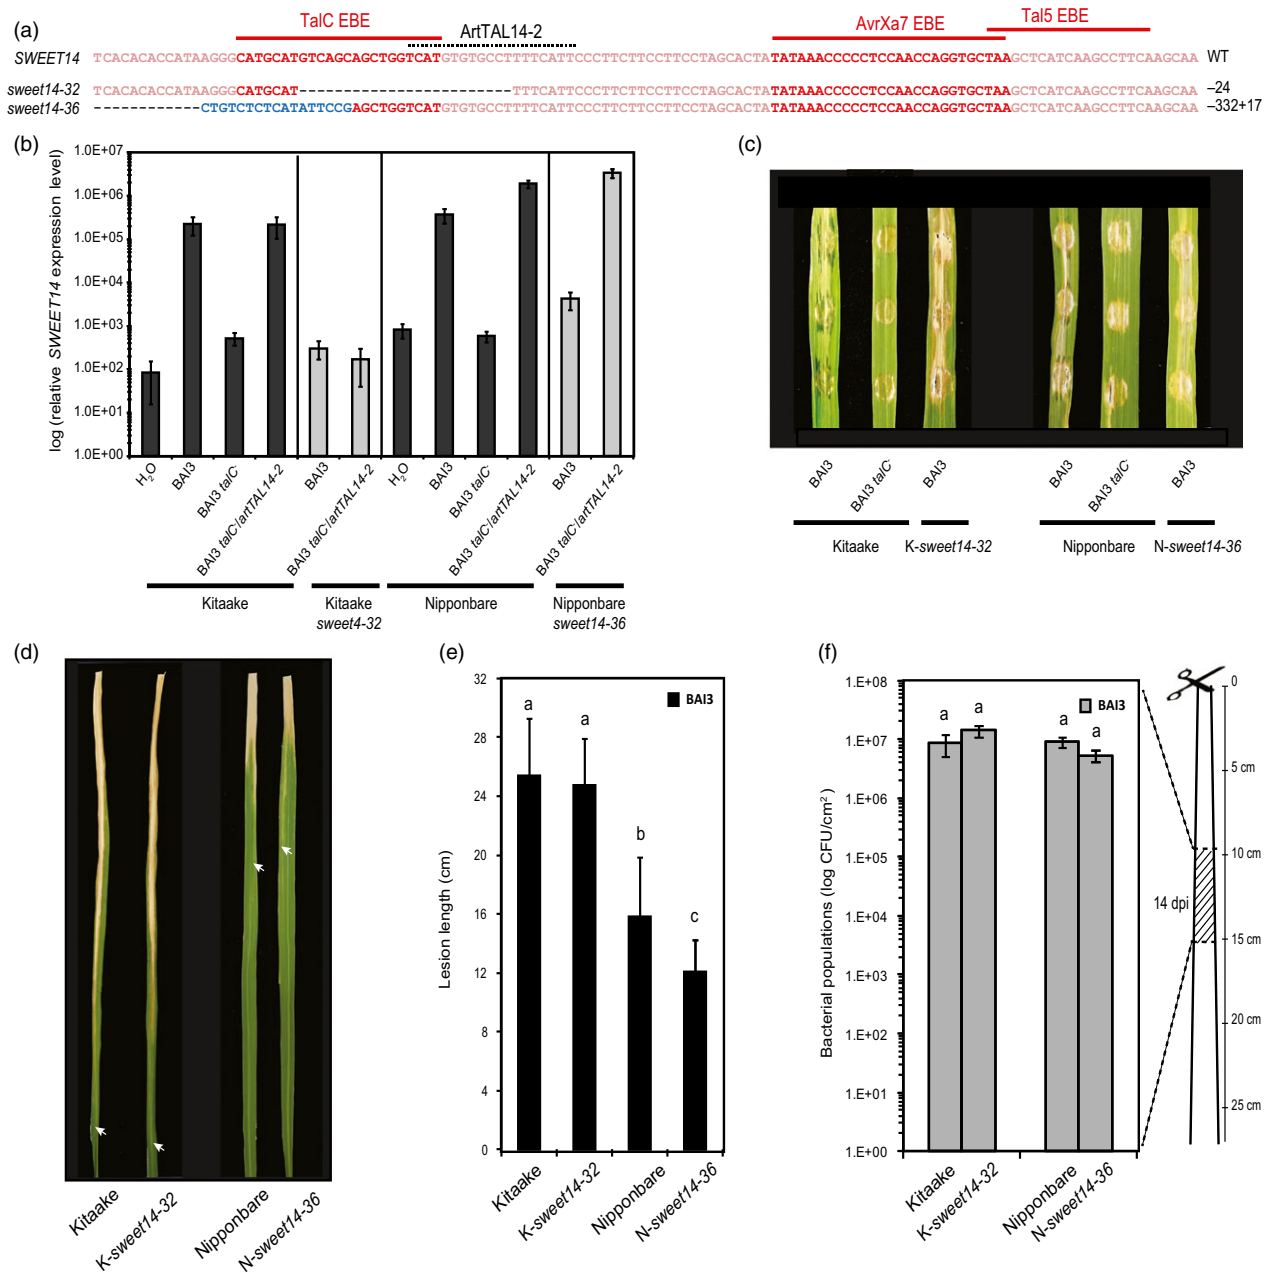 (a)
TalC EBE
ArtTAL14-2
AvrXa7 EBE
Tal5 EBE
SWEET14 TCACACACCATAAGGGCATGCATGTCAGCAGCTGGTCATGTGTGCCTTTTCATTCCCTTCTTCCTTCCTAGCACTATATAAACCCCCTCCAACCAGGTGCTAAGCTCATCAAGCCTTCAAGCAA WT
sweet14-32 TCACACACCATAAGGGCATGCAT------------------------TTTCATTCCCTTCTTCCTTCCTAGCACTATATAAACCCCCTCCAACCAGGTGCTAAGCTCATCAAGCCTTCAAGCAA –24
sweet14-36 ------------CTGTCTCTCATATTCCGAGCTGGTCATGTGTGCCTTTTCATTCCCTTCTTCCTTCCTAGCACTATATAAACCCCCTCCAACCAGGTGCTAAGCTCATCAAGCCTTCAAGCAA –332+17
(b)
log (relative SWEET14 expression level)
1.0E+07
1.0E+06
1.0E+05
1.0E+04
1.0E+03
1.0E+02
1.0E+01
1.0E+00
H2O
BAI3
BAI3 talC-
BAI3 talC-/artTAL14-2
BAI3
BAI3 talC-/artTAL14-2
H2O
BAI3
BAI3 talC-
BAI3 talC-/artTAL14-2
BAI3
BAI3 talC-/artTAL14-2
Kitaake
Kitaake
sweet4-32
Nipponbare
Nipponbare
sweet14-36
(c)
BAI3
BAI3 talC-
BAI3
BAI3
BAI3 talC-
BAI3
Kitaake
K-sweet14-32
Nipponbare
N-sweet14-36
(d)
Kitaake
K-sweet14-32
Nipponbare
N-sweet14-36
(e)
Lesion length (cm)
32
28
24
20
16
12
8
4
0
BAI3
a
a
b
c
Kitaake
K-sweet14-32
Nipponbare
N-sweet14-36
(f)
Bacterial populations (log CFU/cm²)
1.E+08
1.E+07
1.E+06
1.E+05
1.E+04
1.E+03
1.E+02
1.E+01
1.E+00
BAI3
a
a
a
a
Kitaake
K-sweet14-32
Nipponbare
N-sweet14-36
14 dpi
0
5 cm
10 cm
15 cm
20 cm
25 cm